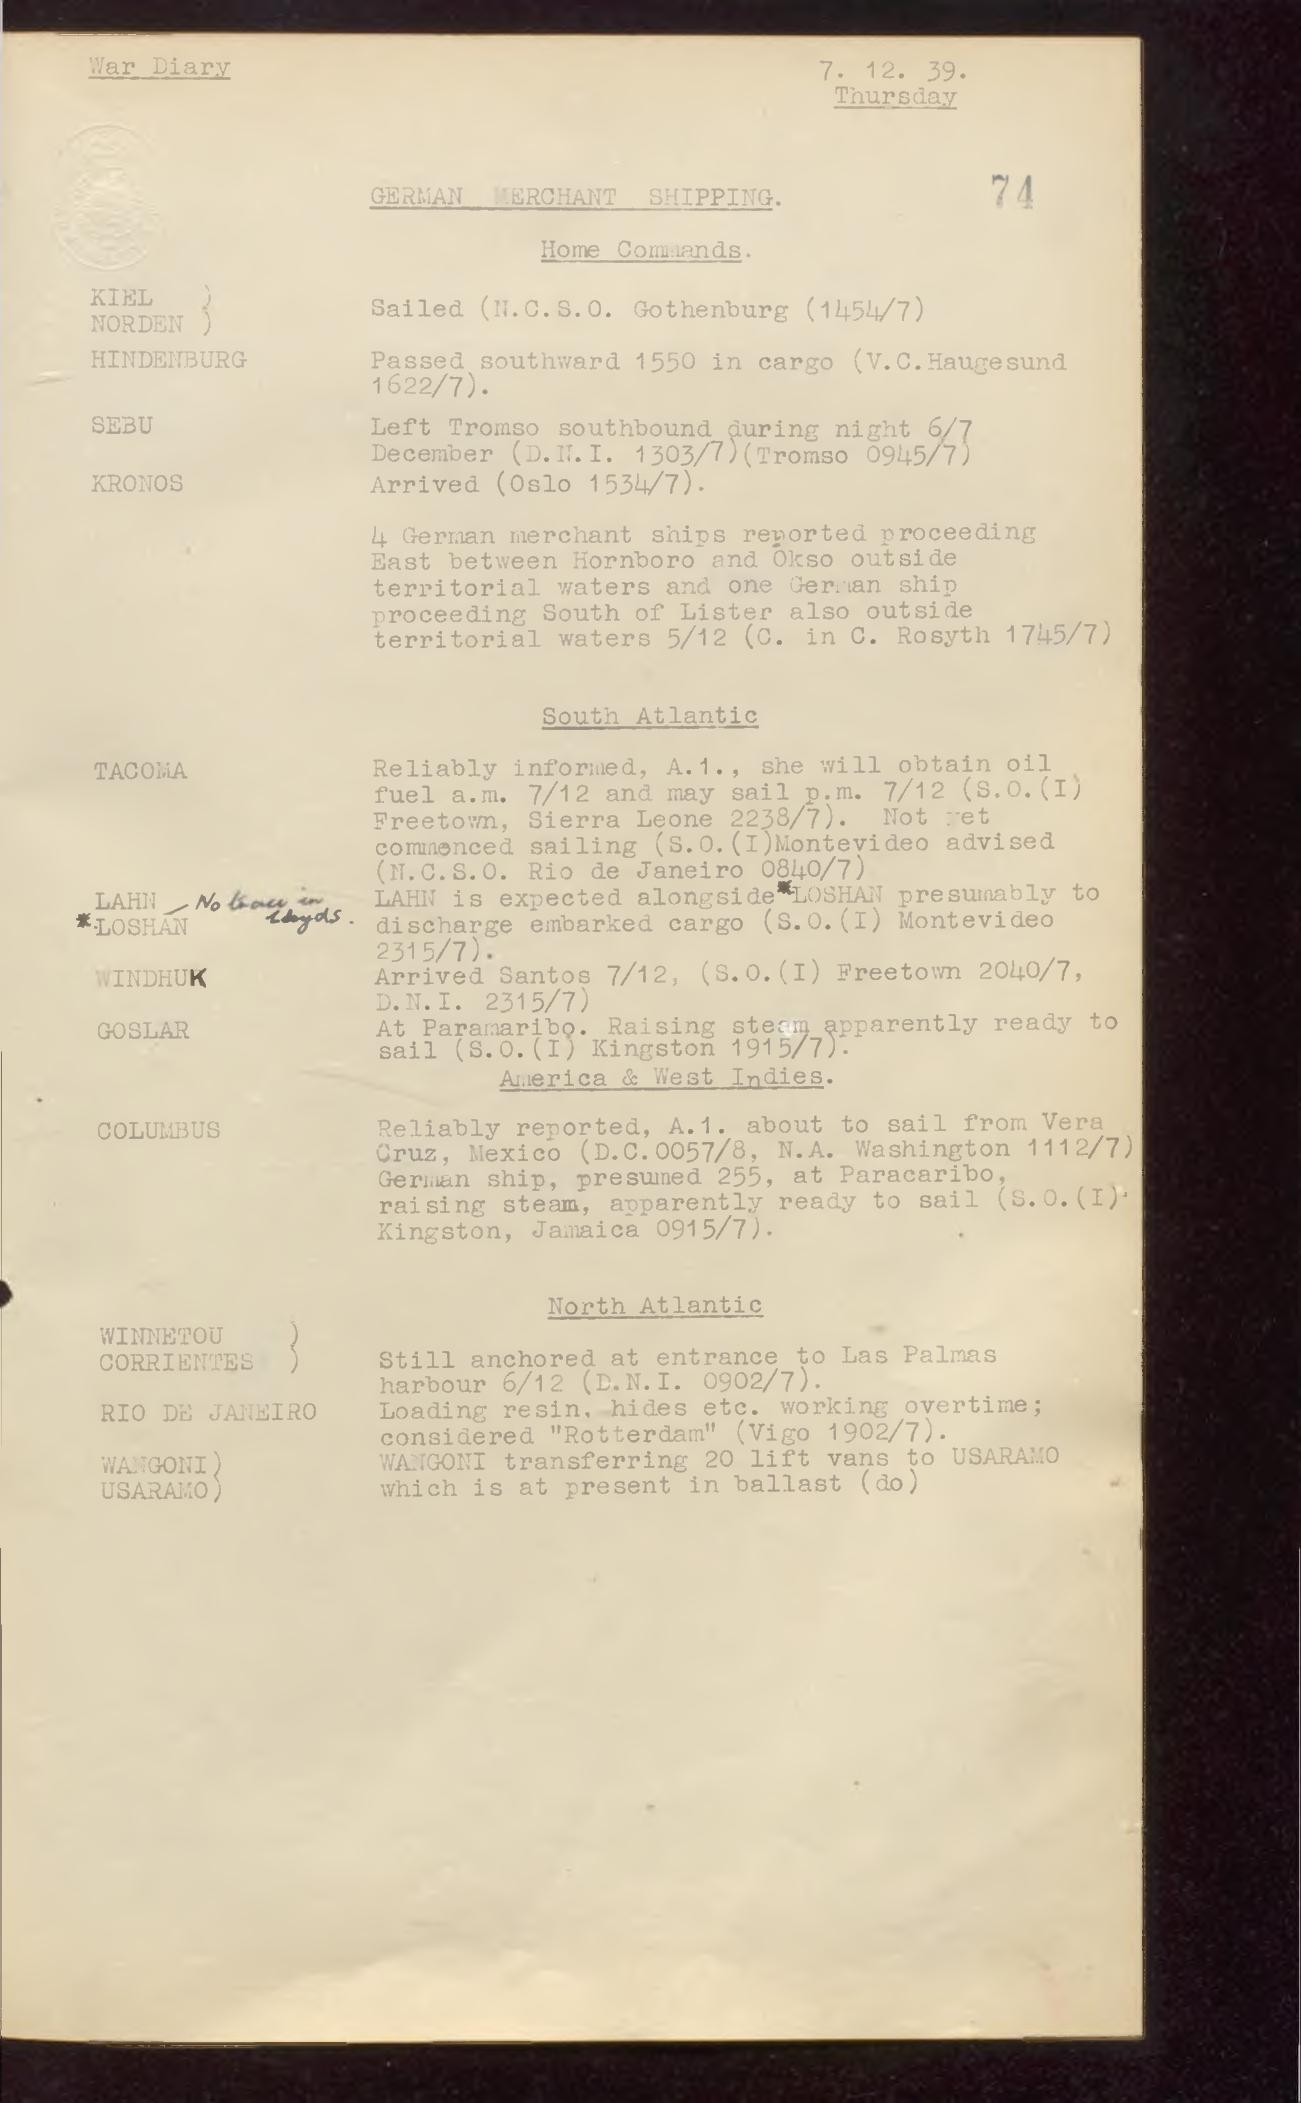 War Diary
7. 12. 39.
Thursday
74
GERMAN MERCHANT SHIPPING.
Home Commands.
KIEL )
NORDEN ) Sailed (N.C.S.O. Gothenburg (1454/7)
HINDENBURG Passed southward 1550 in cargo (V.C.Haugesund
1622/7).
SEBU Left Tromso southbound during night 6/7
December (D.N.I. 1303/7)(Tromso 0945/7)
KRONOS Arrived (Oslo 1534/7).
4 German merchant ships reported proceeding
East between Hornboro and Okso outside
territorial waters and one German ship
proceeding South of Lister also outside
territorial waters 5/12 (C. in C. Rosyth 1745/7)
South Atlantic
TACOMA Reliably informed, A.1., she will obtain oil
fuel a.m. 7/12 and may sail p.m. 7/12 (S.O.(I)
Freetown, Sierra Leone 2238/7). Not yet
commenced sailing (S.O.(I)Montevideo advised
(N.C.S.O. Rio de Janeiro 0840/7)
LAHN – No trace in LAHN is expected alongside *LOSHAN presumably to
*LOSHAN Lloyds. discharge embarked cargo (S.O.(I) Montevideo
2315/7).
WINDHUK Arrived Santos 7/12, (S.O.(I) Freetown 2040/7,
D.N.I. 2315/7)
GOSLAR At Paramaribo. Raising steam apparently ready to
sail (S.O.(I) Kingston 1915/7).
America & West Indies.
COLUMBUS Reliably reported, A.1. about to sail from Vera
Cruz, Mexico (D.C.0057/8, N.A. Washington 1112/7)
German ship, presumed 255, at Paracaribo,
raising steam, apparently ready to sail (S.O.(I)
Kingston, Jamaica 0915/7).
North Atlantic
WINNETOU )
CORRIENTES ) Still anchored at entrance to Las Palmas
harbour 6/12 (D.N.I. 0902/7).
RIO DE JANEIRO Loading resin, hides etc. working overtime;
considered "Rotterdam" (Vigo 1902/7).
WANGONI) WANGONI transferring 20 lift vans to USARAMO
USARAMO) which is at present in ballast (do)